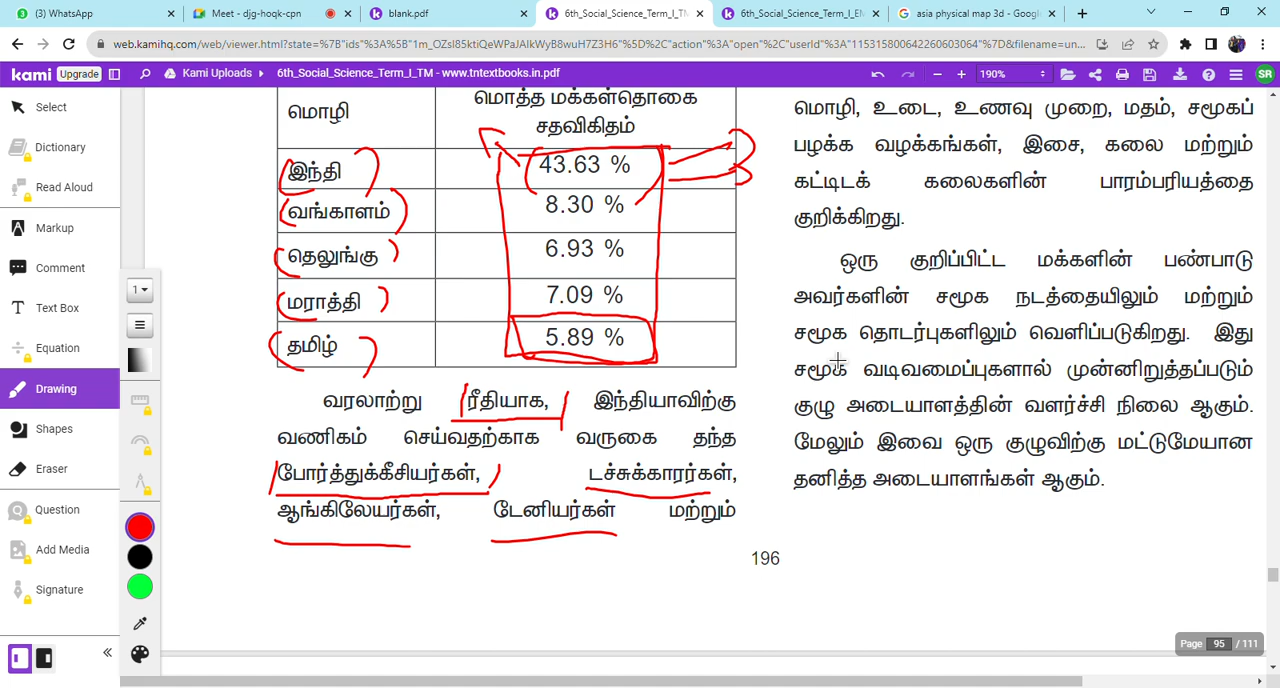 (3) WhatsApp
Meet - djg-hoqk-cpn
blank.pdf
6th_Social_Science_Term_I_TM
6th_Social_Science_Term_I_EM
asia physical map 3d - Google
web.kamihq.com/web/viewer.html?state=%7B"ids"%3A%5B"1m_OZsI85ktiQeWPaJAIkWyB8wuH7Z3H6"%5D%2C"action"%3A"open"%2C"userId"%3A"115315800642260603064"%7D&filename=un...
kami Upgrade
Kami Uploads
6th_Social_Science_Term_I_TM - www.tntextbooks.in.pdf
190%
SR
Select
Dictionary
Read Aloud
Markup
Comment
Text Box
Equation
Drawing
Shapes
Eraser
Question
Add Media
Signature
1
மொழி மொத்த மக்கள்தொகை
சதவிகிதம்
இந்தி 43.63 %
வங்காளம் 8.30 %
தெலுங்கு 6.93 %
மராத்தி 7.09 %
தமிழ் 5.89 %
வரலாற்று ரீதியாக, இந்தியாவிற்கு
வணிகம் செய்வதற்காக வருகை தந்த
போர்த்துக்கீசியர்கள், டச்சுக்காரர்கள்,
ஆங்கிலேயர்கள், டேனியர்கள் மற்றும்
மொழி, உடை, உணவு முறை, மதம், சமூகப்
பழக்க வழக்கங்கள், இசை, கலை மற்றும்
கட்டிடக் கலைகளின் பாரம்பரியத்தை
குறிக்கிறது.
ஒரு குறிப்பிட்ட மக்களின் பண்பாடு
அவர்களின் சமூக நடத்தையிலும் மற்றும்
சமூக தொடர்புகளிலும் வெளிப்படுகிறது. இது
சமூக வடிவமைப்புகளால் முன்னிறுத்தப்படும்
குழு அடையாளத்தின் வளர்ச்சி நிலை ஆகும்.
மேலும் இவை ஒரு குழுவிற்கு மட்டுமேயான
தனித்த அடையாளங்கள் ஆகும்.
196
Page 95 / 111